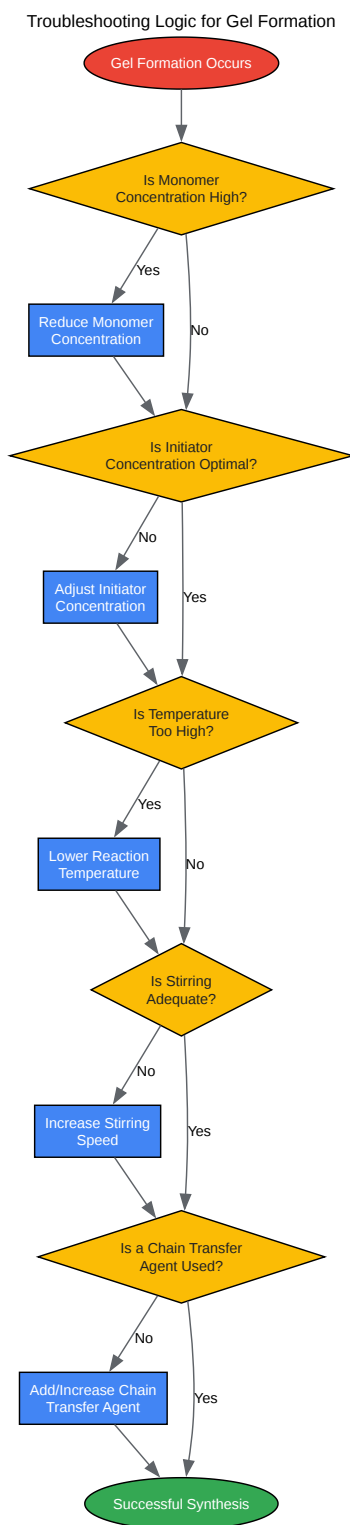 Troubleshooting Logic for Gel Formation
Gel Formation Occurs
Is Monomer
Concentration High?
Yes
Reduce Monomer
Concentration
No
Is Initiator
Concentration Optimal?
No
Adjust Initiator
Concentration
Yes
Is Temperature
Too High?
Yes
Lower Reaction
Temperature
No
Is Stirring
Adequate?
No
Increase Stirring
Speed
Yes
Is a Chain Transfer
Agent Used?
No
Add/Increase Chain
Transfer Agent
Yes
Successful Synthesis